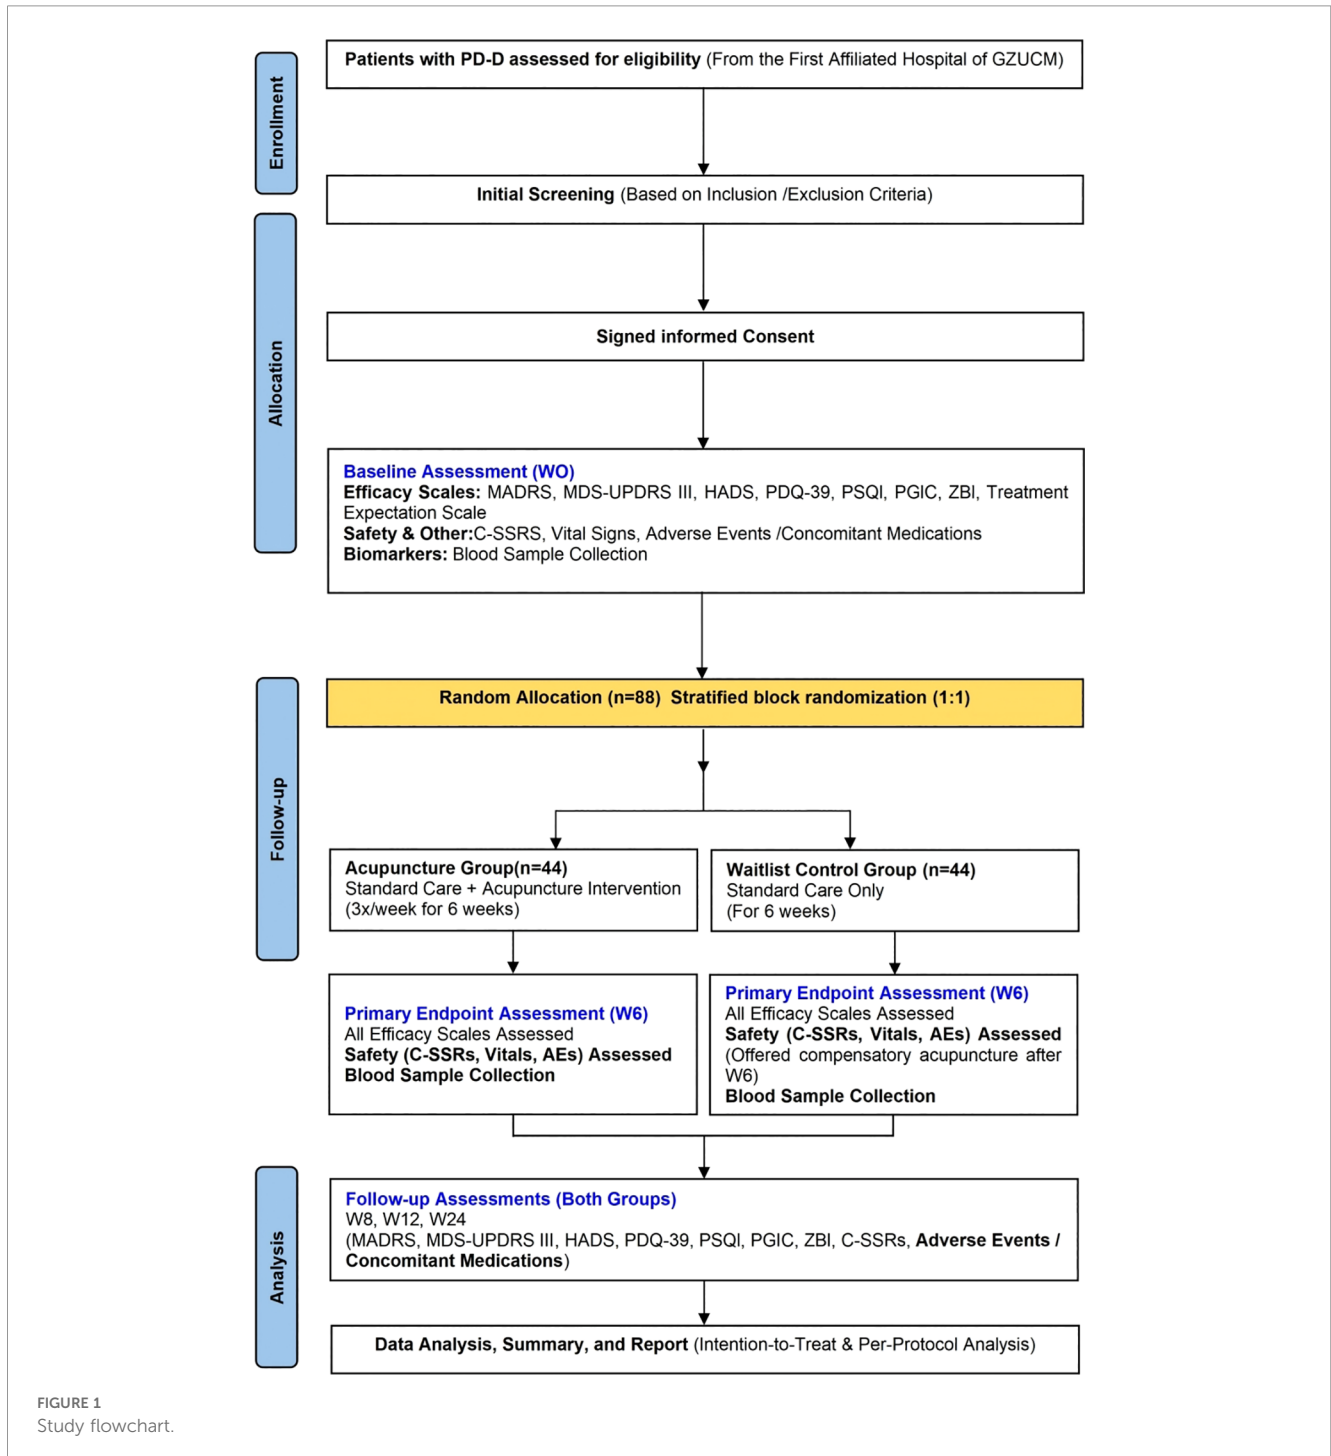 Enrollment
Patients with PD-D assessed for eligibility (From the First Affiliated Hospital of GZUCM)
Initial Screening (Based on Inclusion /Exclusion Criteria)
Allocation
Signed informed Consent
Baseline Assessment (WO)
Efficacy Scales: MADRS, MDS-UPDRS III, HADS, PDQ-39, PSQI, PGIC, ZBI, Treatment
Expectation Scale
Safety & Other:C-SSRS, Vital Signs, Adverse Events /Concomitant Medications
Biomarkers: Blood Sample Collection
Follow-up
Random Allocation (n=88) Stratified block randomization (1:1)
Acupuncture Group(n=44)
Standard Care + Acupuncture Intervention
(3x/week for 6 weeks)
Waitlist Control Group (n=44)
Standard Care Only
(For 6 weeks)
Primary Endpoint Assessment (W6)
All Efficacy Scales Assessed
Safety (C-SSRs, Vitals, AEs) Assessed
Blood Sample Collection
Primary Endpoint Assessment (W6)
All Efficacy Scales Assessed
Safety (C-SSRs, Vitals, AEs) Assessed
(Offered compensatory acupuncture after
W6)
Blood Sample Collection
Analysis
Follow-up Assessments (Both Groups)
W8, W12, W24
(MADRS, MDS-UPDRS III, HADS, PDQ-39, PSQI, PGIC, ZBI, C-SSRs, Adverse Events /
Concomitant Medications)
Data Analysis, Summary, and Report (Intention-to-Treat & Per-Protocol Analysis)
FIGURE 1
Study flowchart.